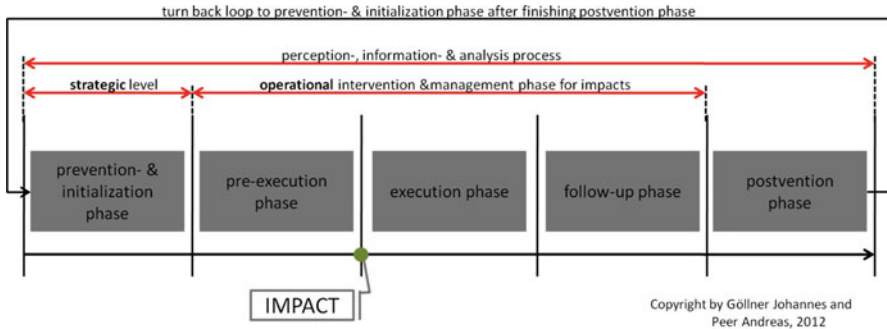 turn back loop to prevention- & initialization phase after finishing postvention phase
perception-, information- & analysis process
strategic level
operational intervention &management phase for impacts
prevention- &
initialization
phase
pre-execution
phase
execution phase
follow-up phase
postvention
phase
IMPACT
Copyright by Göllner Johannes and
Peer Andreas, 2012